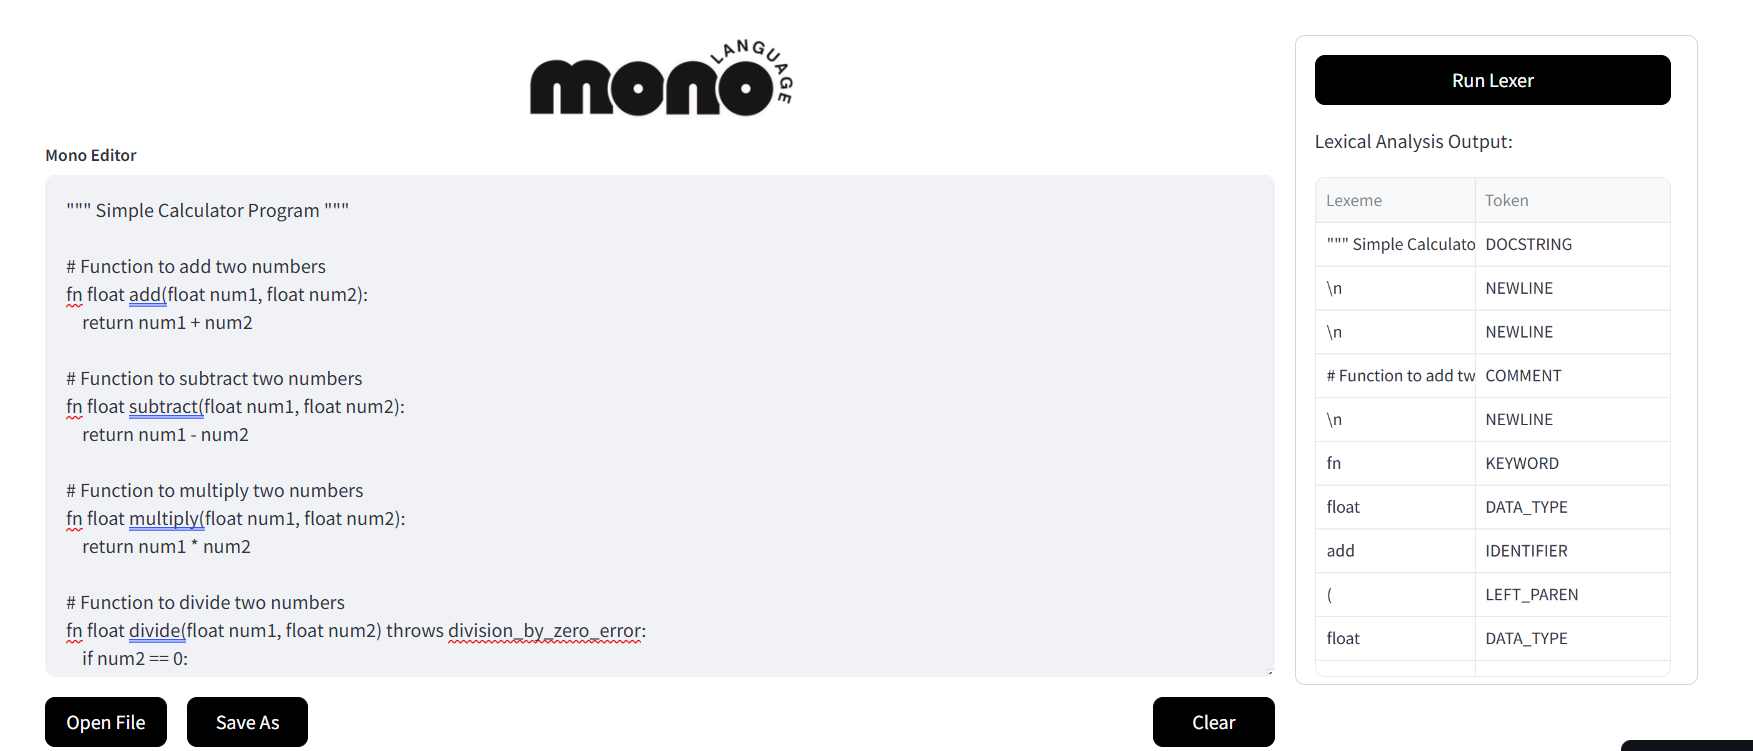 mono LANGUAGE
Mono Editor
""" Simple Calculator Program """
# Function to add two numbers
fn float add(float num1, float num2):
    return num1 + num2
# Function to subtract two numbers
fn float subtract(float num1, float num2):
    return num1 - num2
# Function to multiply two numbers
fn float multiply(float num1, float num2):
    return num1 * num2
# Function to divide two numbers
fn float divide(float num1, float num2) throws division_by_zero_error:
    if num2 == 0:
Open File
Save As
Clear
Run Lexer
Lexical Analysis Output:
Lexeme Token
""" Simple Calculato DOCSTRING
\n NEWLINE
\n NEWLINE
# Function to add tw COMMENT
\n NEWLINE
fn KEYWORD
float DATA_TYPE
add IDENTIFIER
( LEFT_PAREN
float DATA_TYPE